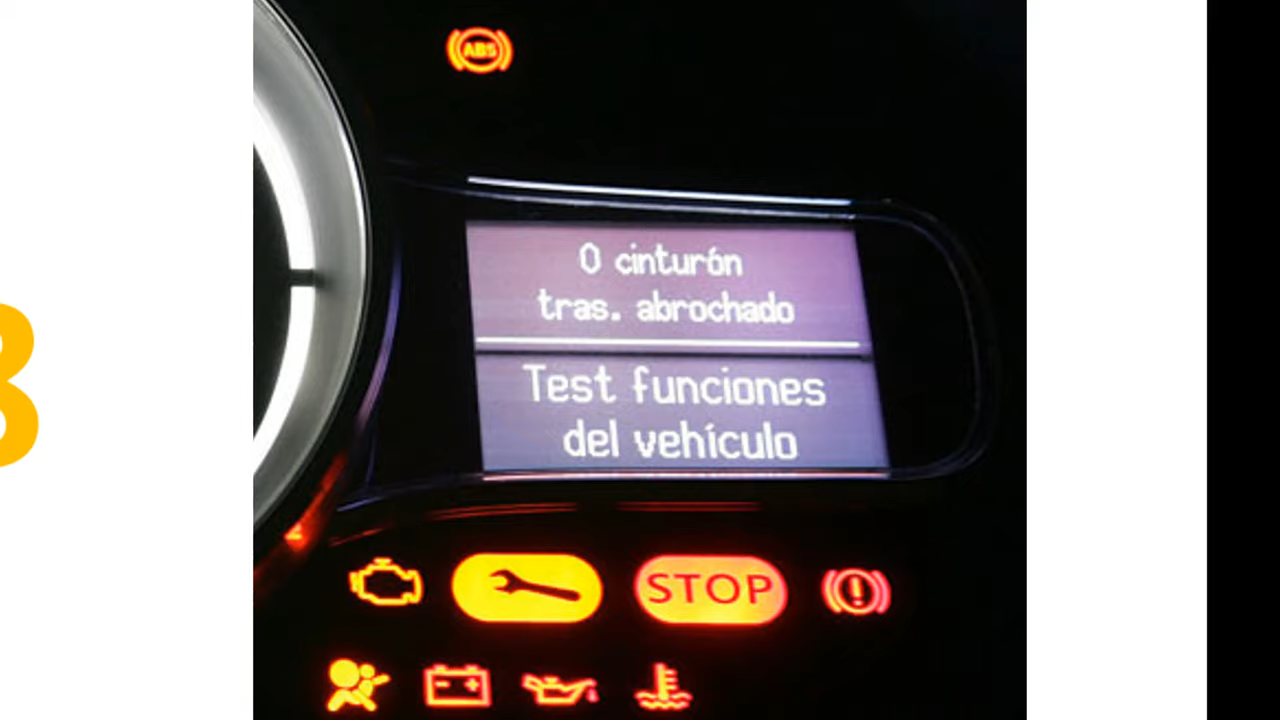 ABS
0 cinturón
tras. abrochado
Test funciones
del vehículo
STOP